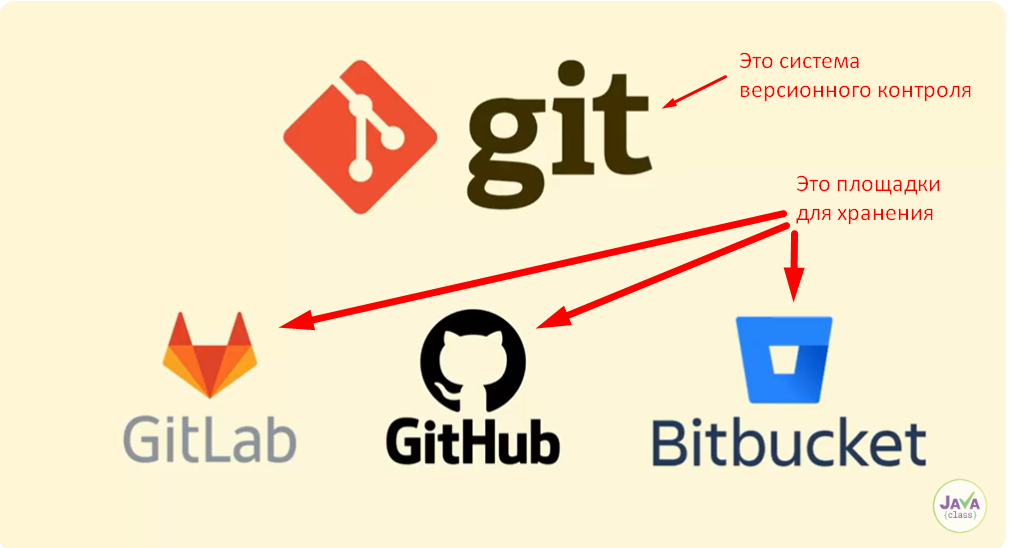 git
Это система
версионного контроля
Это площадки
для хранения
GitLab
GitHub
Bitbucket
JAVA
{class}